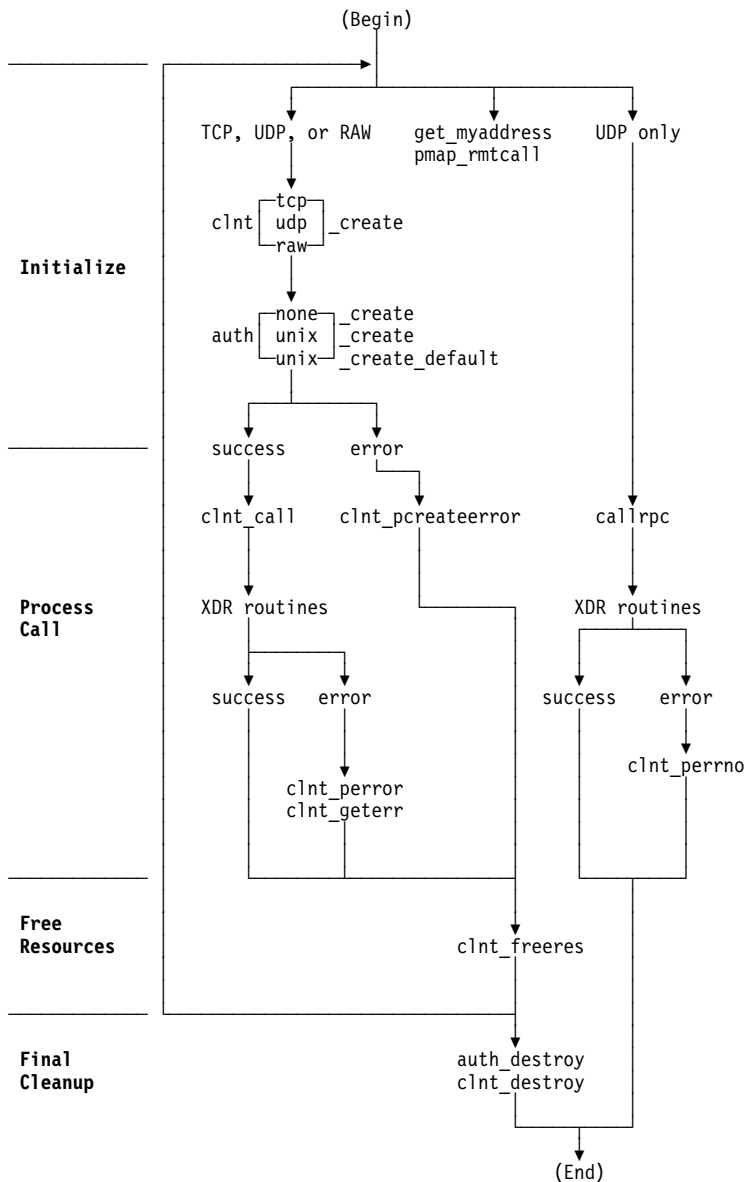 (Begin)
TCP, UDP, or RAW get_myaddress UDP only
pmap_rmtcall
tcp
clnt udp _create
raw
Initialize
none _create
auth unix _create
unix _create_default
success error
clnt_call clnt_pcreateerror callrpc
Process XDR routines XDR routines
Call
success error success error
clnt_perrno
clnt_perror
clnt_geterr
Free
Resources clnt_freeres
Final auth_destroy
Cleanup clnt_destroy
(End)